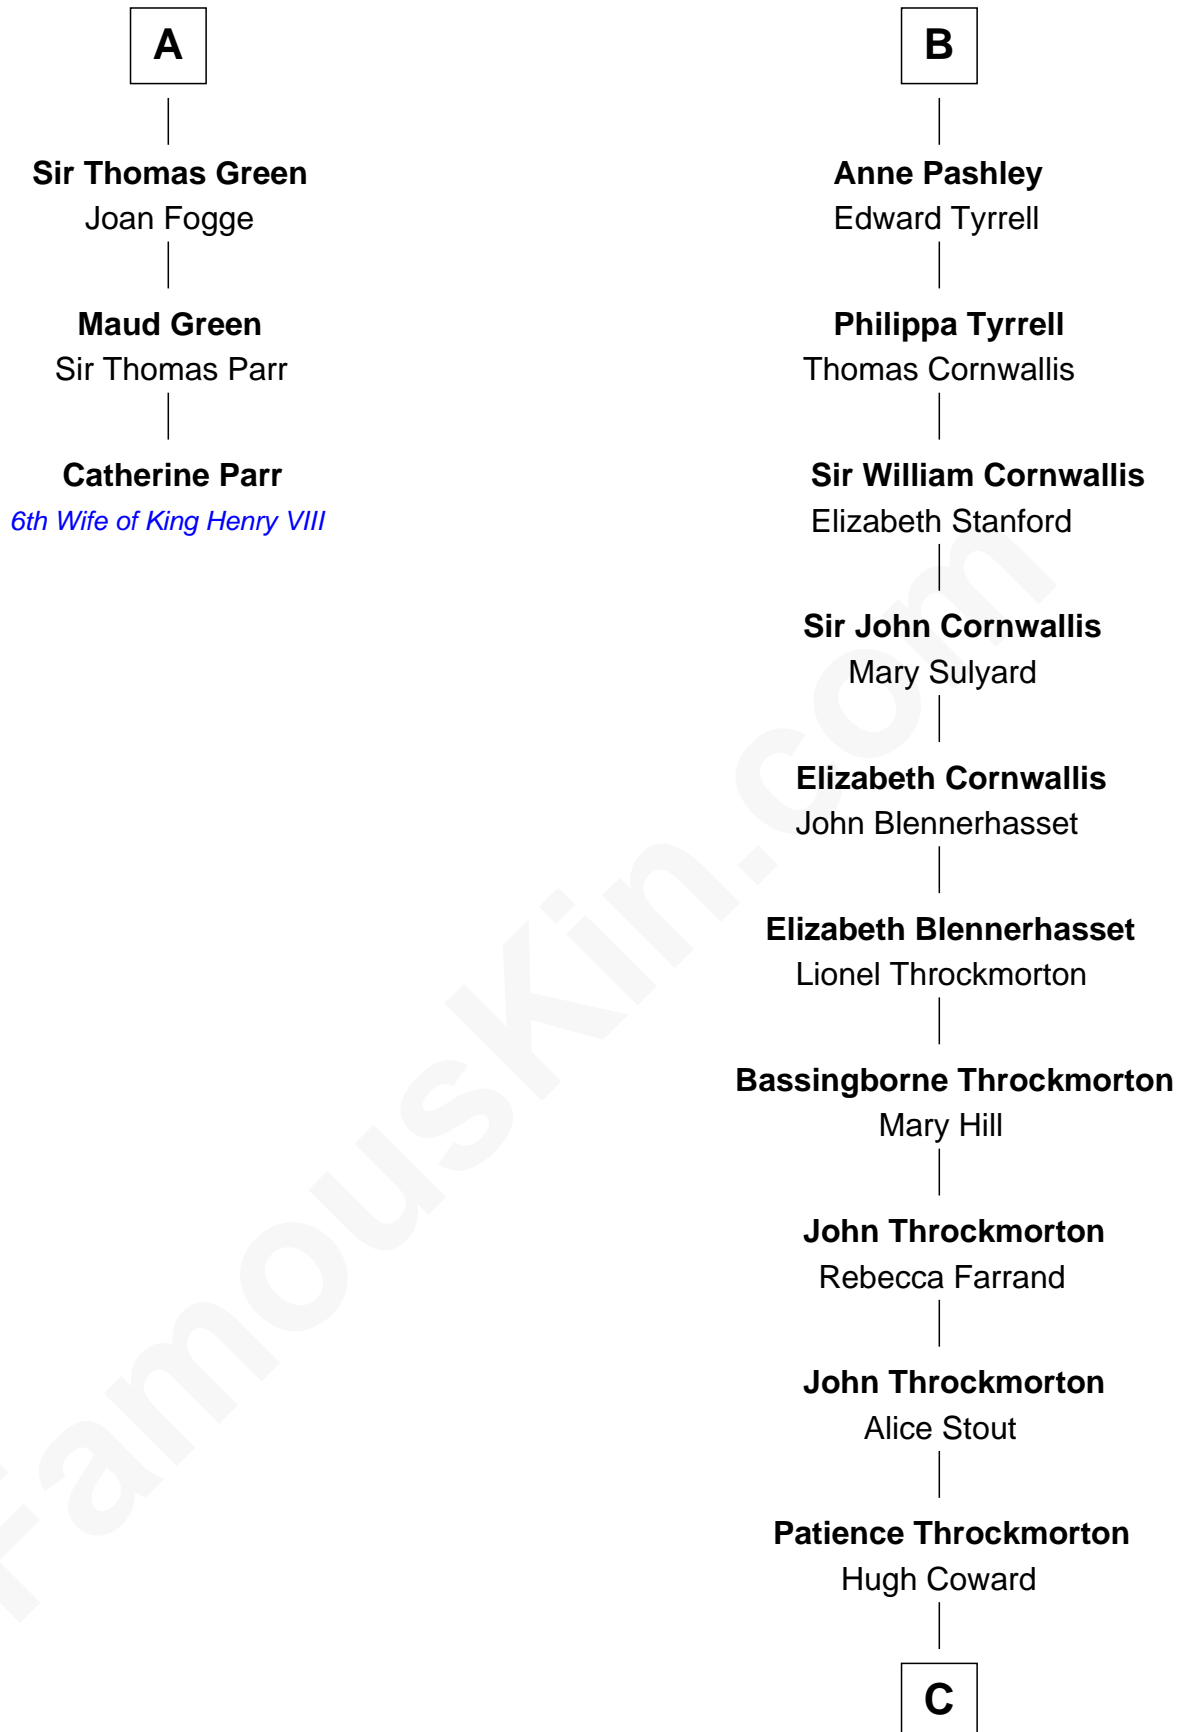 A
Sir Thomas Green
Joan Fogge
Maud Green
Sir Thomas Parr
Catherine Parr
6th Wife of King Henry VIII
B
Anne Pashley
Edward Tyrrell
Philippa Tyrrell
Thomas Cornwallis
Sir William Cornwallis
Elizabeth Stanford
Sir John Cornwallis
Mary Sulyard
Elizabeth Cornwallis
John Blennerhasset
Elizabeth Blennerhasset
Lionel Throckmorton
Bassingborne Throckmorton
Mary Hill
John Throckmorton
Rebecca Farrand
John Throckmorton
Alice Stout
Patience Throckmorton
Hugh Coward
C
FamousKin.com